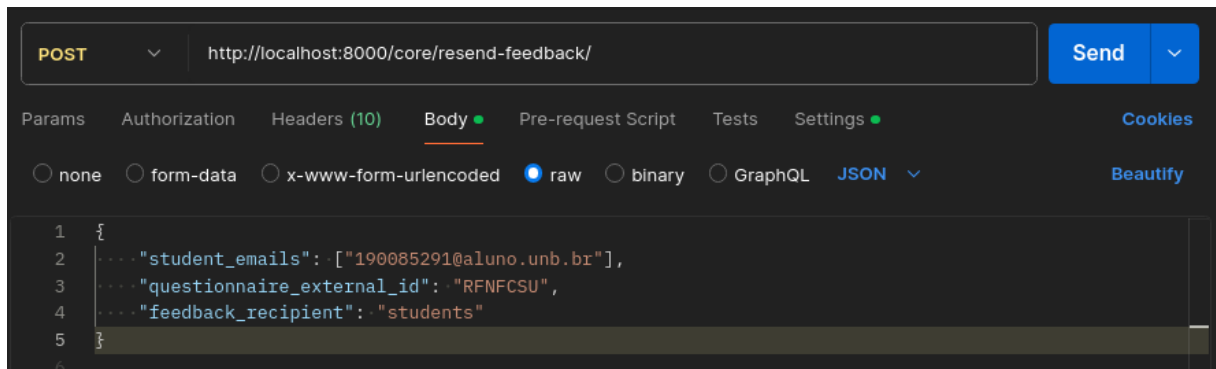 POST http://localhost:8000/core/resend-feedback/ Send
Params Authorization Headers (10) Body Pre-request Script Tests Settings Cookies
none form-data x-www-form-urlencoded raw binary GraphQL JSON Beautify
1 {
2 "student_emails": ["190085291@aluno.unb.br"],
3 "questionnaire_external_id": "RFNFCSU",
4 "feedback_recipient": "students"
5 }
6